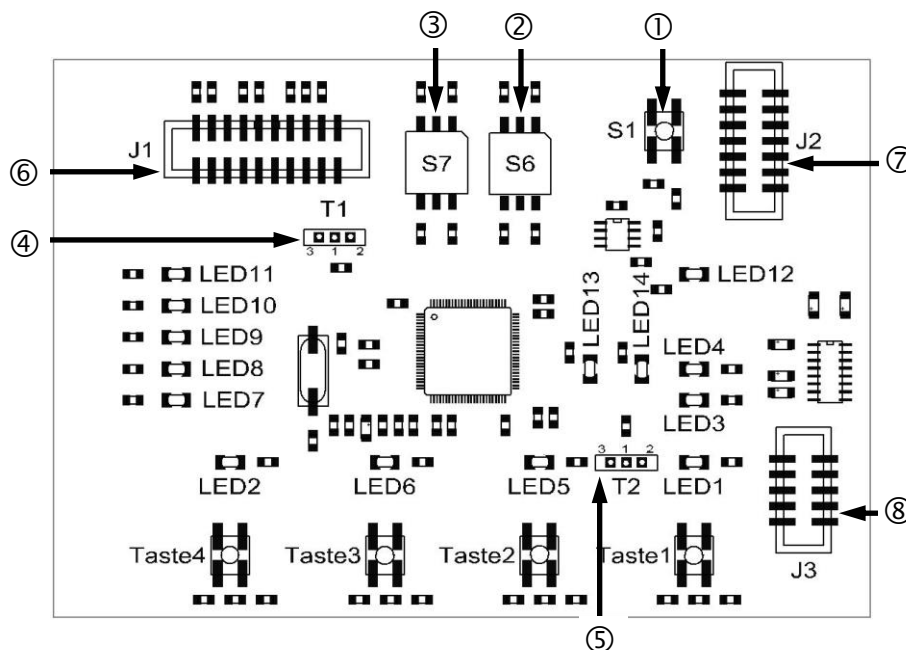 ③ ② ①
J1 S7 S6 S1 J2
⑥ ⑦
T1
④ 3 1 2
LED11 LED13 LED14 LED12
LED10
LED9 LED4
LED8
LED7 LED3
3 1 2
LED2 LED6 LED5 T2 LED1
⑧
Taste4 Taste3 Taste2 Taste1 J3
⑤